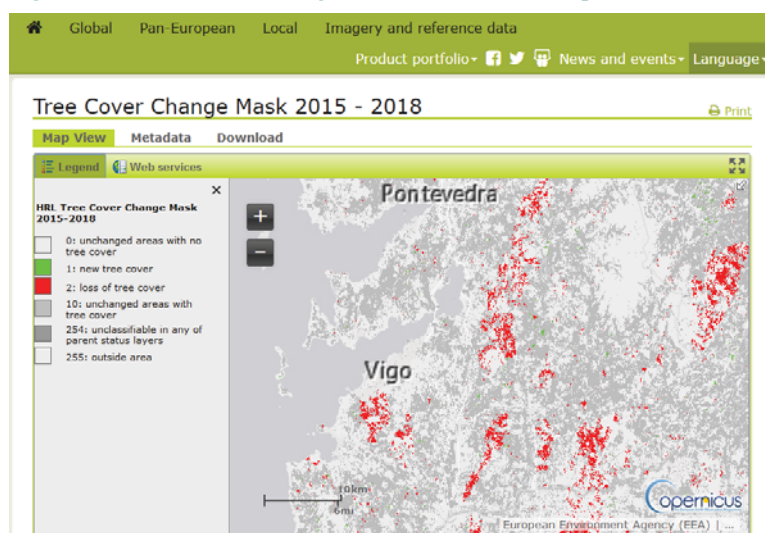 Global Pan-European Local Imagery and reference data
Product portfolio News and events Language
Tree Cover Change Mask 2015 - 2018
Print
Map View Metadata Download
Legend Web services
HRL Tree Cover Change Mask
2015-2018
0: unchanged areas with no
tree cover
1: new tree cover
2: loss of tree cover
10: unchanged areas with
tree cover
254: unclassifiable in any of
parent status layers
255: outside area
Pontevedra
Vigo
10km
6mi
opernicus
European Environment Agency (EEA) | ...